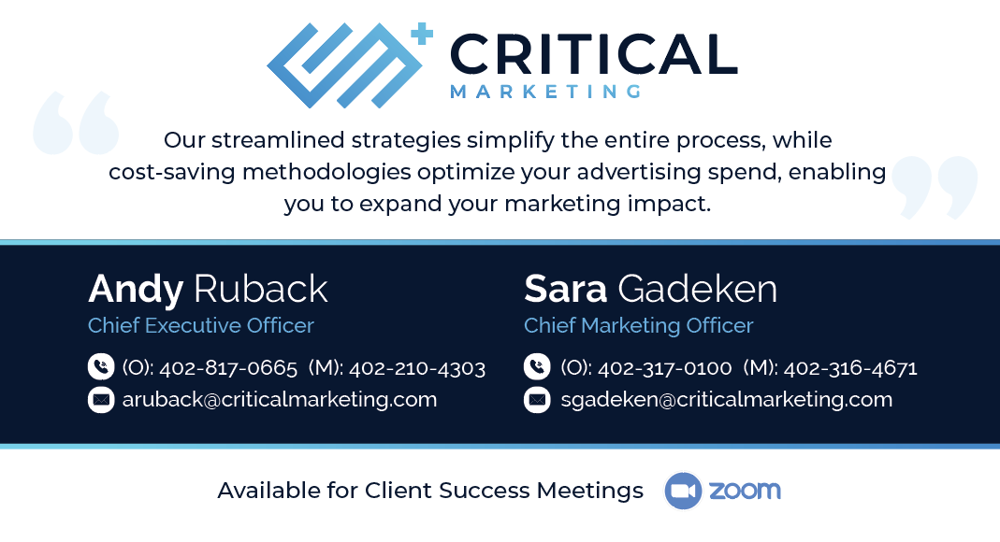 CRITICAL
MARKETING
“
Our streamlined strategies simplify the entire process, while
cost-saving methodologies optimize your advertising spend, enabling
you to expand your marketing impact.
”
Andy Ruback
Chief Executive Officer
(O): 402-817-0665 (M): 402-210-4303
aruback@criticalmarketing.com
Sara Gadeken
Chief Marketing Officer
(O): 402-317-0100 (M): 402-316-4671
sgadeken@criticalmarketing.com
Available for Client Success Meetings zoom